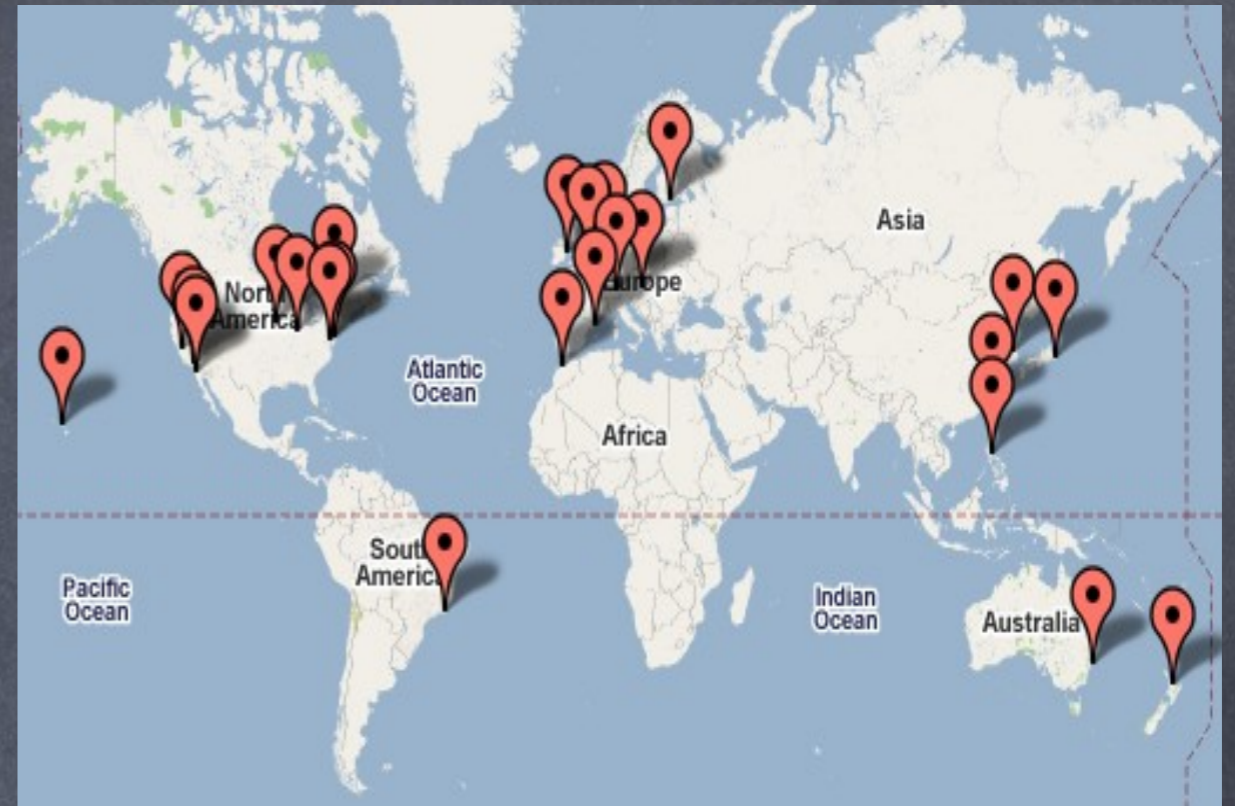 Asia
Europe
North
America
Atlantic
Ocean
Africa
South
America
Pacific
Ocean
Indian
Ocean
Australia